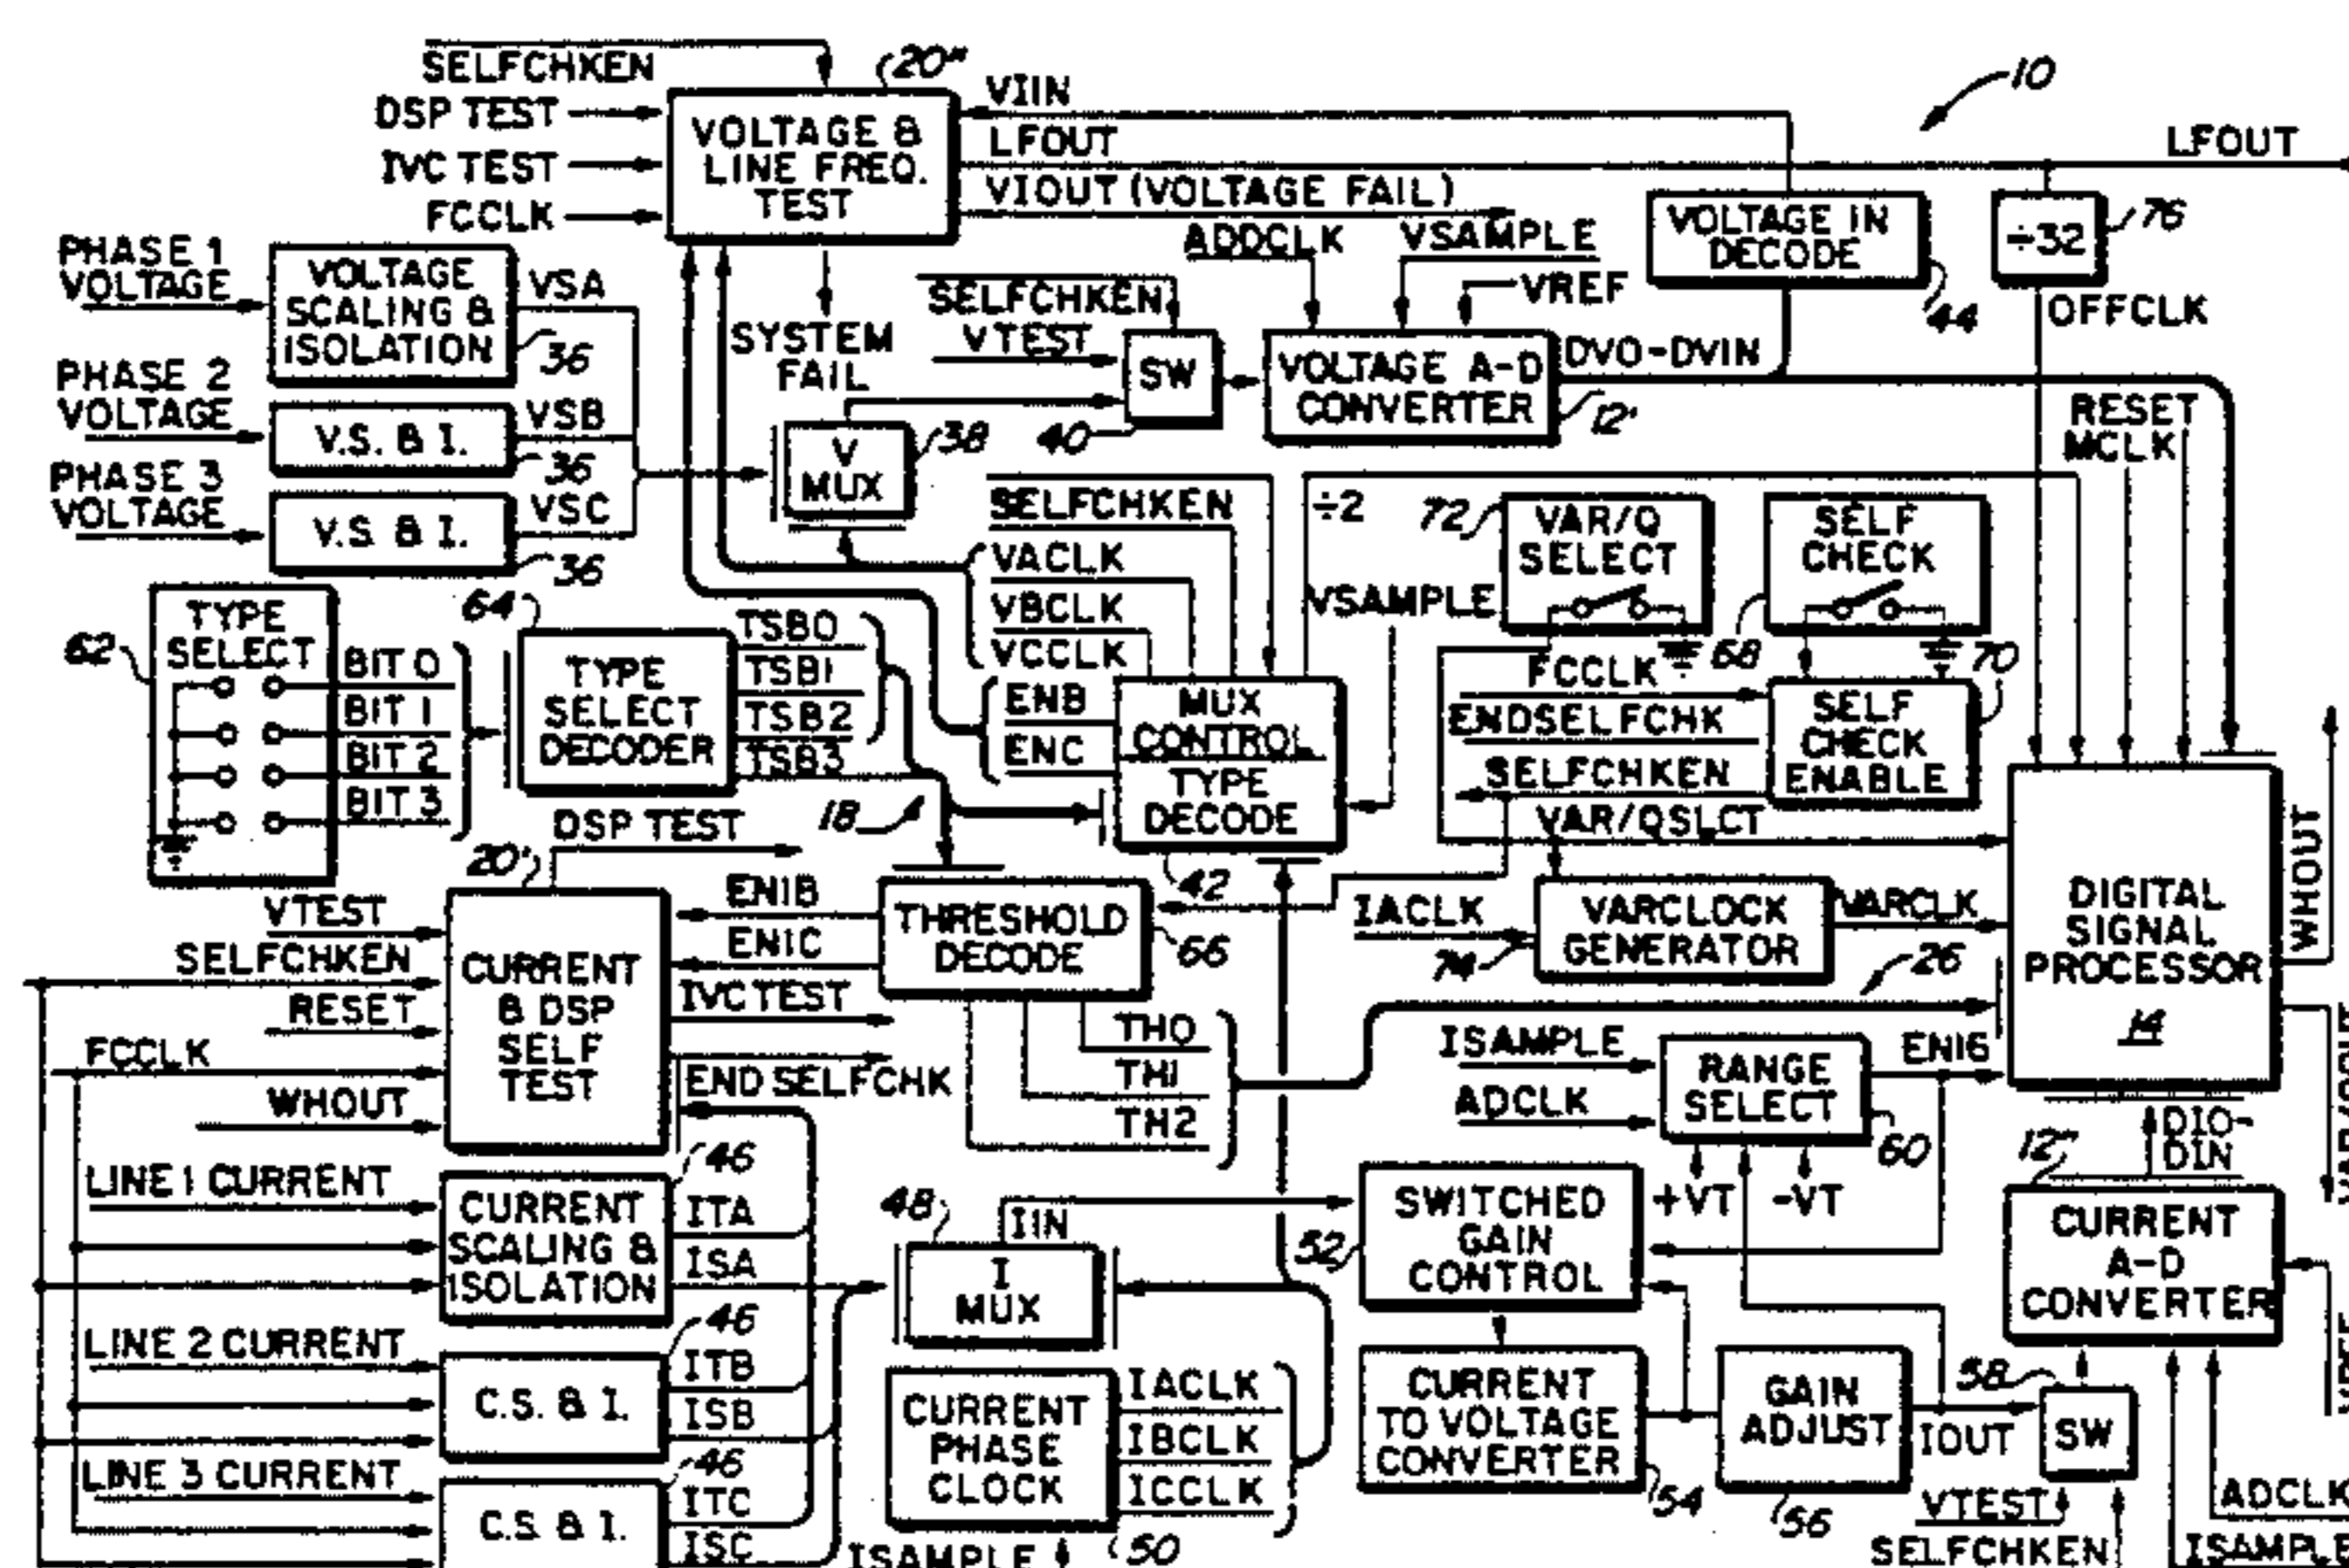 SELFCHKEN
DSP TEST
IVC TEST
FCCLK
20"
VOLTAGE &
LINE FREQ.
TEST
VIIN
LFOUT
VIOUT (VOLTAGE FAIL)
10
LFOUT
PHASE 1
VOLTAGE
VOLTAGE
SCALING &
ISOLATION
36
VSA
PHASE 2
VOLTAGE
V.S. & I.
36
VSB
PHASE 3
VOLTAGE
V.S. & I.
36
VSC
SYSTEM
FAIL
SELFCHKEN
VTEST
SW
40
V
MUX
38
ADDCLK
VSAMPLE
VREF
VOLTAGE A-D
CONVERTER
12'
DVO-DVIN
VOLTAGE IN
DECODE
44
÷32
76
OFFCLK
RESET
MCLK
62
TYPE
SELECT
BIT 0
BIT 1
BIT 2
BIT 3
64
TYPE
SELECT
DECODER
TSB0
TSB1
TSB2
TSB3
18
SELFCHKEN
VACLK
VBCLK
VCCLK
ENB
ENC
÷2
VSAMPLE
MUX
CONTROL
TYPE
DECODE
42
72
VAR/Q
SELECT
SELF
CHECK
68
70
FCCLK
ENDSELFCHK
SELFCHKEN
VAR/QSLCT
SELF
CHECK
ENABLE
DSP TEST
20'
VTEST
SELFCHKEN
RESET
FCCLK
WHOUT
CURRENT
& DSP
SELF
TEST
ENIB
ENIC
IVC TEST
END SELFCHK
THRESHOLD
DECODE
66
TH0
TH1
TH2
IACLK
74
VARCLOCK
GENERATOR
VARCLK
26
DIGITAL
SIGNAL
PROCESSOR
14
WHOUT
ISAMPLE
ADCLK
RANGE
SELECT
60
EN16
+VT
-VT
DIO-
DIN
12"
CURRENT
A-D
CONVERTER
LINE 1 CURRENT
CURRENT
SCALING &
ISOLATION
46
ITA
ISA
LINE 2 CURRENT
C.S. & I.
46
ITB
ISB
LINE 3 CURRENT
C.S. & I.
46
ITC
ISC
48
IIN
I
MUX
CURRENT
PHASE
CLOCK
50
IACLK
IBCLK
ICCLK
ISAMPLE
52
SWITCHED
GAIN
CONTROL
CURRENT
TO VOLTAGE
CONVERTER
54
GAIN
ADJUST
56
IOUT
58
SW
VTEST
SELFCHKEN
ADCLK
ISAMPLE